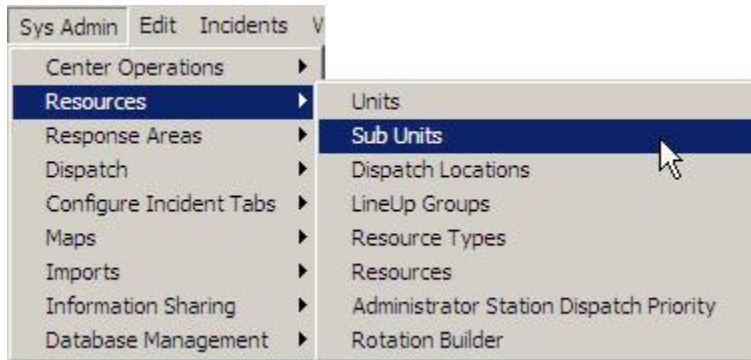 Sys Admin Edit Incidents
Center Operations
Resources
Response Areas
Dispatch
Configure Incident Tabs
Maps
Imports
Information Sharing
Database Management
Units
Sub Units
Dispatch Locations
LineUp Groups
Resource Types
Resources
Administrator Station Dispatch Priority
Rotation Builder